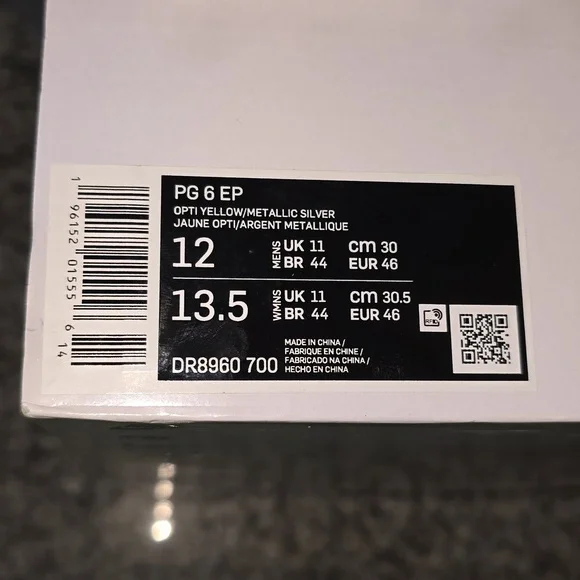 PG 6 EP
OPTI YELLOW/METALLIC SILVER
JAUNE OPTI/ARGENT METALLIQUE
12 MENS UK 11 cm 30
BR 44 EUR 46
13.5 WMNS UK 11 cm 30.5
BR 44 EUR 46
DR8960 700
MADE IN CHINA /
FABRIQUE EN CHINE /
FABRICADO NA CHINA /
HECHO EN CHINA
1 96152 01555 6 14